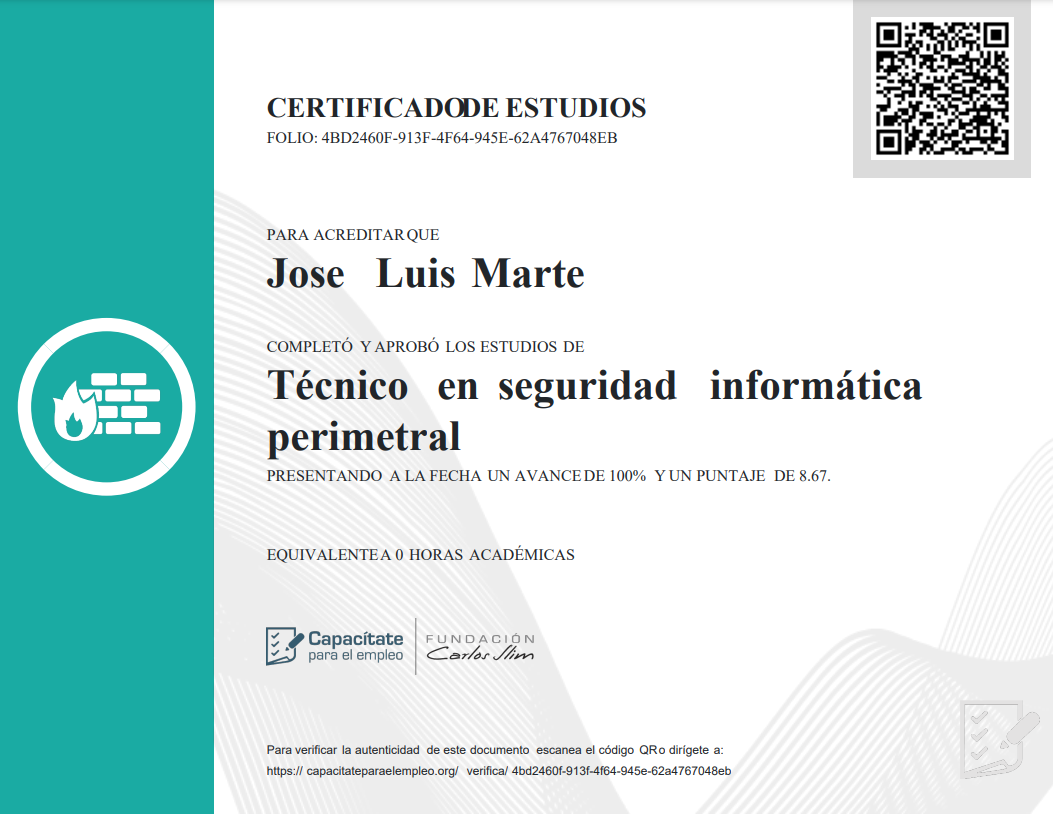 CERTIFICADO DE ESTUDIOS
FOLIO: 4BD2460F-913F-4F64-945E-62A4767048EB
PARA ACREDITAR QUE
Jose Luis Marte
COMPLETÓ Y APROBÓ LOS ESTUDIOS DE
Técnico en seguridad informática
perimetral
PRESENTANDO A LA FECHA UN AVANCE DE 100% Y UN PUNTAJE DE 8.67.
EQUIVALENTE A 0 HORAS ACADÉMICAS
Capacítate
para el empleo
FUNDACIÓN
Carlos Slim
Para verificar la autenticidad de este documento escanea el código QR o dirígete a:
https:// capacitateparaelempleo.org/ verifica/ 4bd2460f-913f-4f64-945e-62a4767048eb